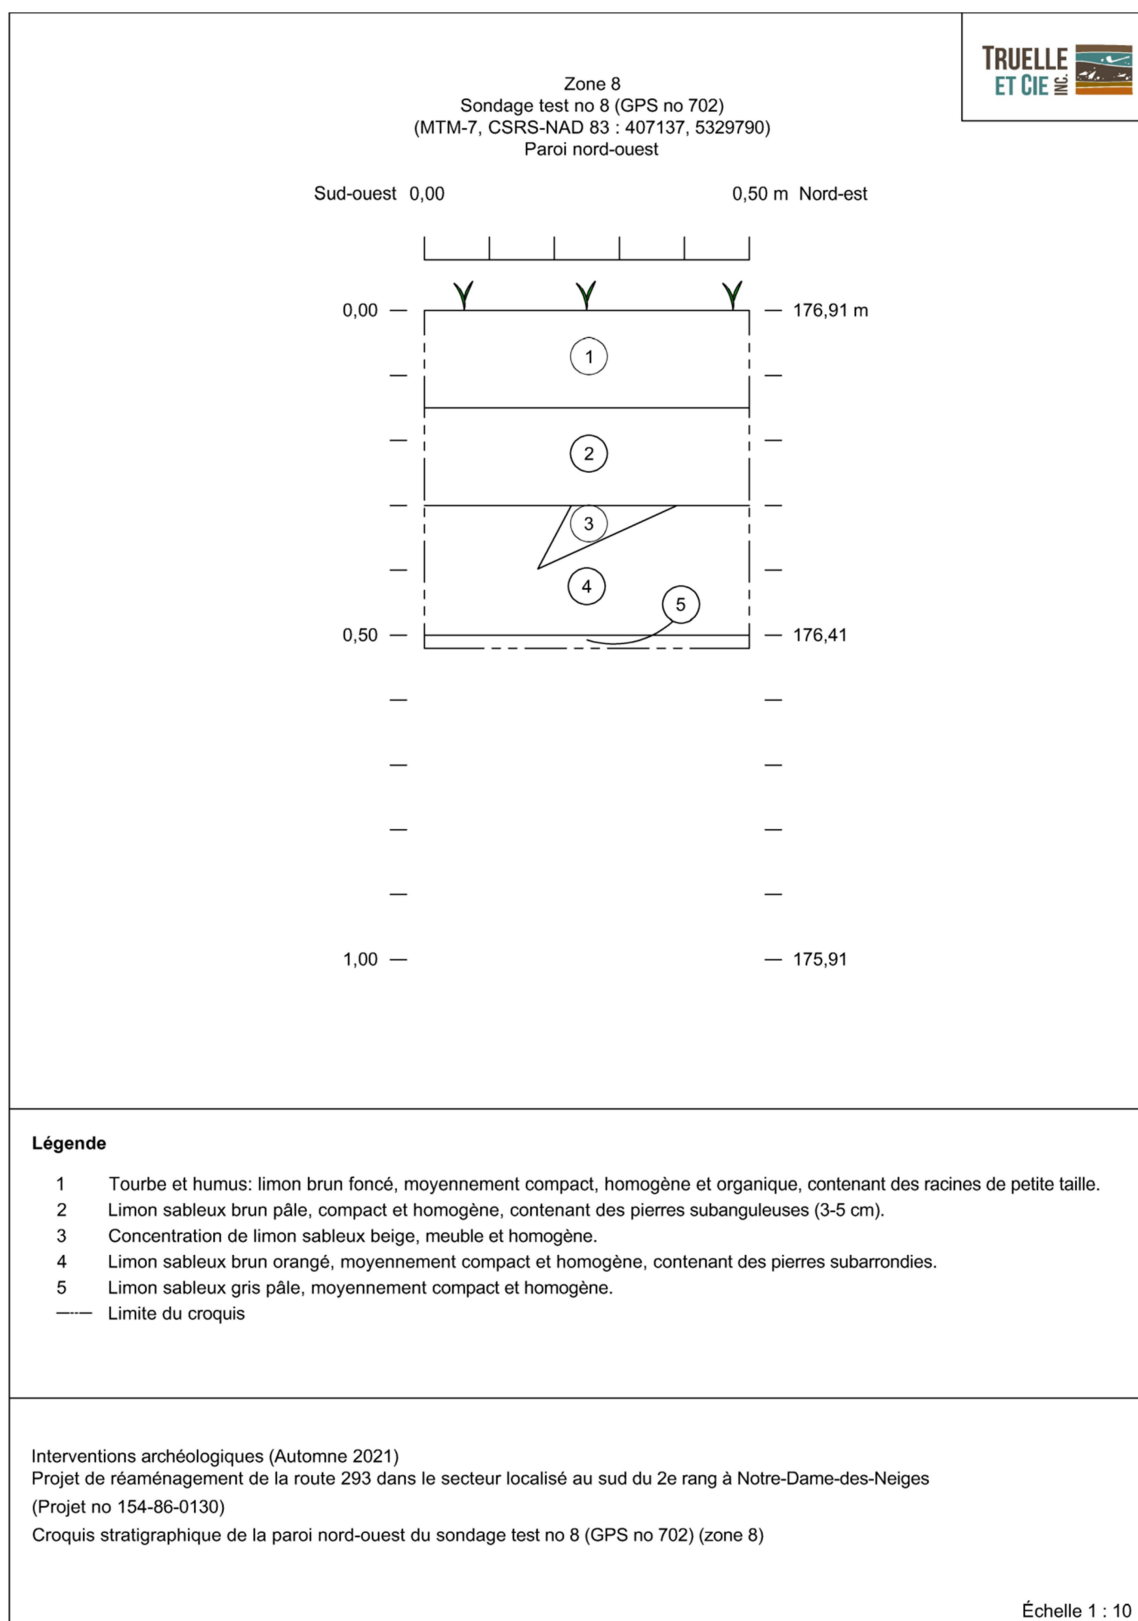 TRUELLE
ET CIE INC.
Zone 8
Sondage test no 8 (GPS no 702)
(MTM-7, CSRS-NAD 83 : 407137, 5329790)
Paroi nord-ouest
Sud-ouest 0,00 0,50 m Nord-est
0,00 176,91 m
1
2
3
4
5
0,50 176,41
1,00 175,91
Légende
1 Tourbe et humus: limon brun foncé, moyennement compact, homogène et organique, contenant des racines de petite taille.
2 Limon sableux brun pâle, compact et homogène, contenant des pierres subanguleuses (3-5 cm).
3 Concentration de limon sableux beige, meuble et homogène.
4 Limon sableux brun orangé, moyennement compact et homogène, contenant des pierres subarrondies.
5 Limon sableux gris pâle, moyennement compact et homogène.
Limite du croquis
Interventions archéologiques (Automne 2021)
Projet de réaménagement de la route 293 dans le secteur localisé au sud du 2e rang à Notre-Dame-des-Neiges
(Projet no 154-86-0130)
Croquis stratigraphique de la paroi nord-ouest du sondage test no 8 (GPS no 702) (zone 8)
Échelle 1 : 10